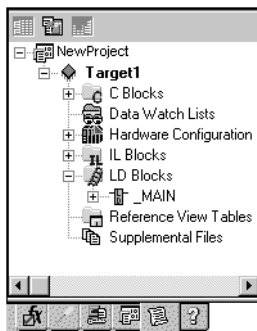 NewProject
Target1
C Blocks
Data Watch Lists
Hardware Configuration
IL Blocks
LD Blocks
_MAIN
Reference View Tables
Supplemental Files